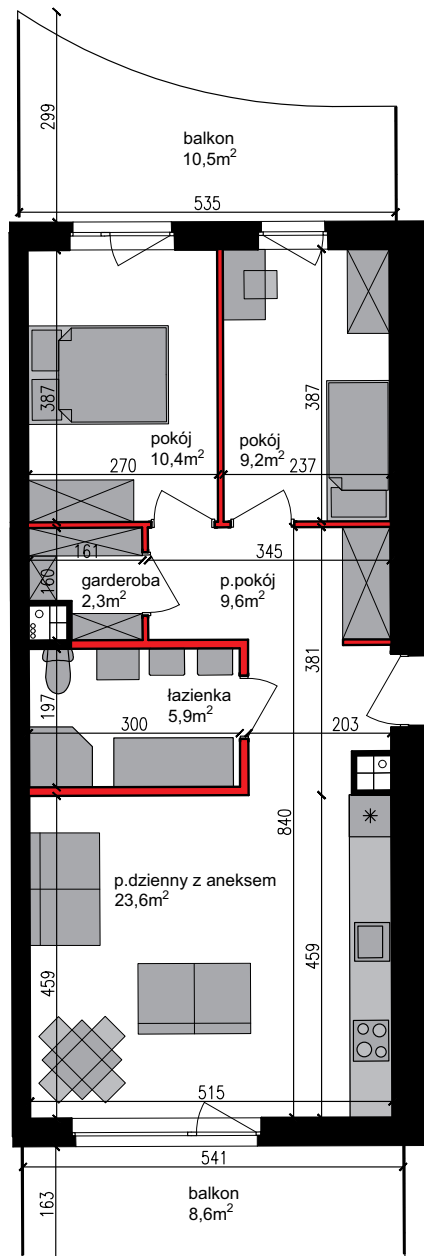 299
balkon
10,5m²
535
387
387
pokój
10,4m²
pokój
9,2m²
270
237
161
345
160
garderoba
2,3m²
p.pokój
9,6m²
381
197
łazienka
5,9m²
300
203
840
p.dzienny z aneksem
23,6m²
459
459
515
541
163
balkon
8,6m²